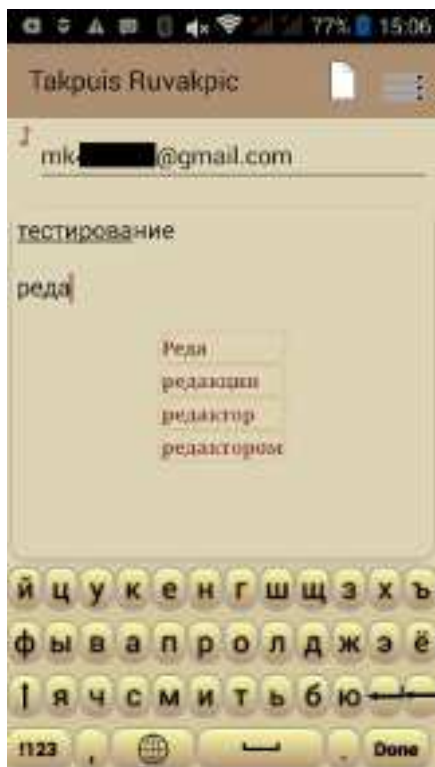 77% 15:06
Takpuis Ruvakpic
mk @gmail.com
тестирование
реда
Реда
редакции
редактор
редактором
й ц у к е н г ш щ з х ъ
ф ы в а п р о л д ж э ё
я ч с м и т ь б ю
!123 , . Done